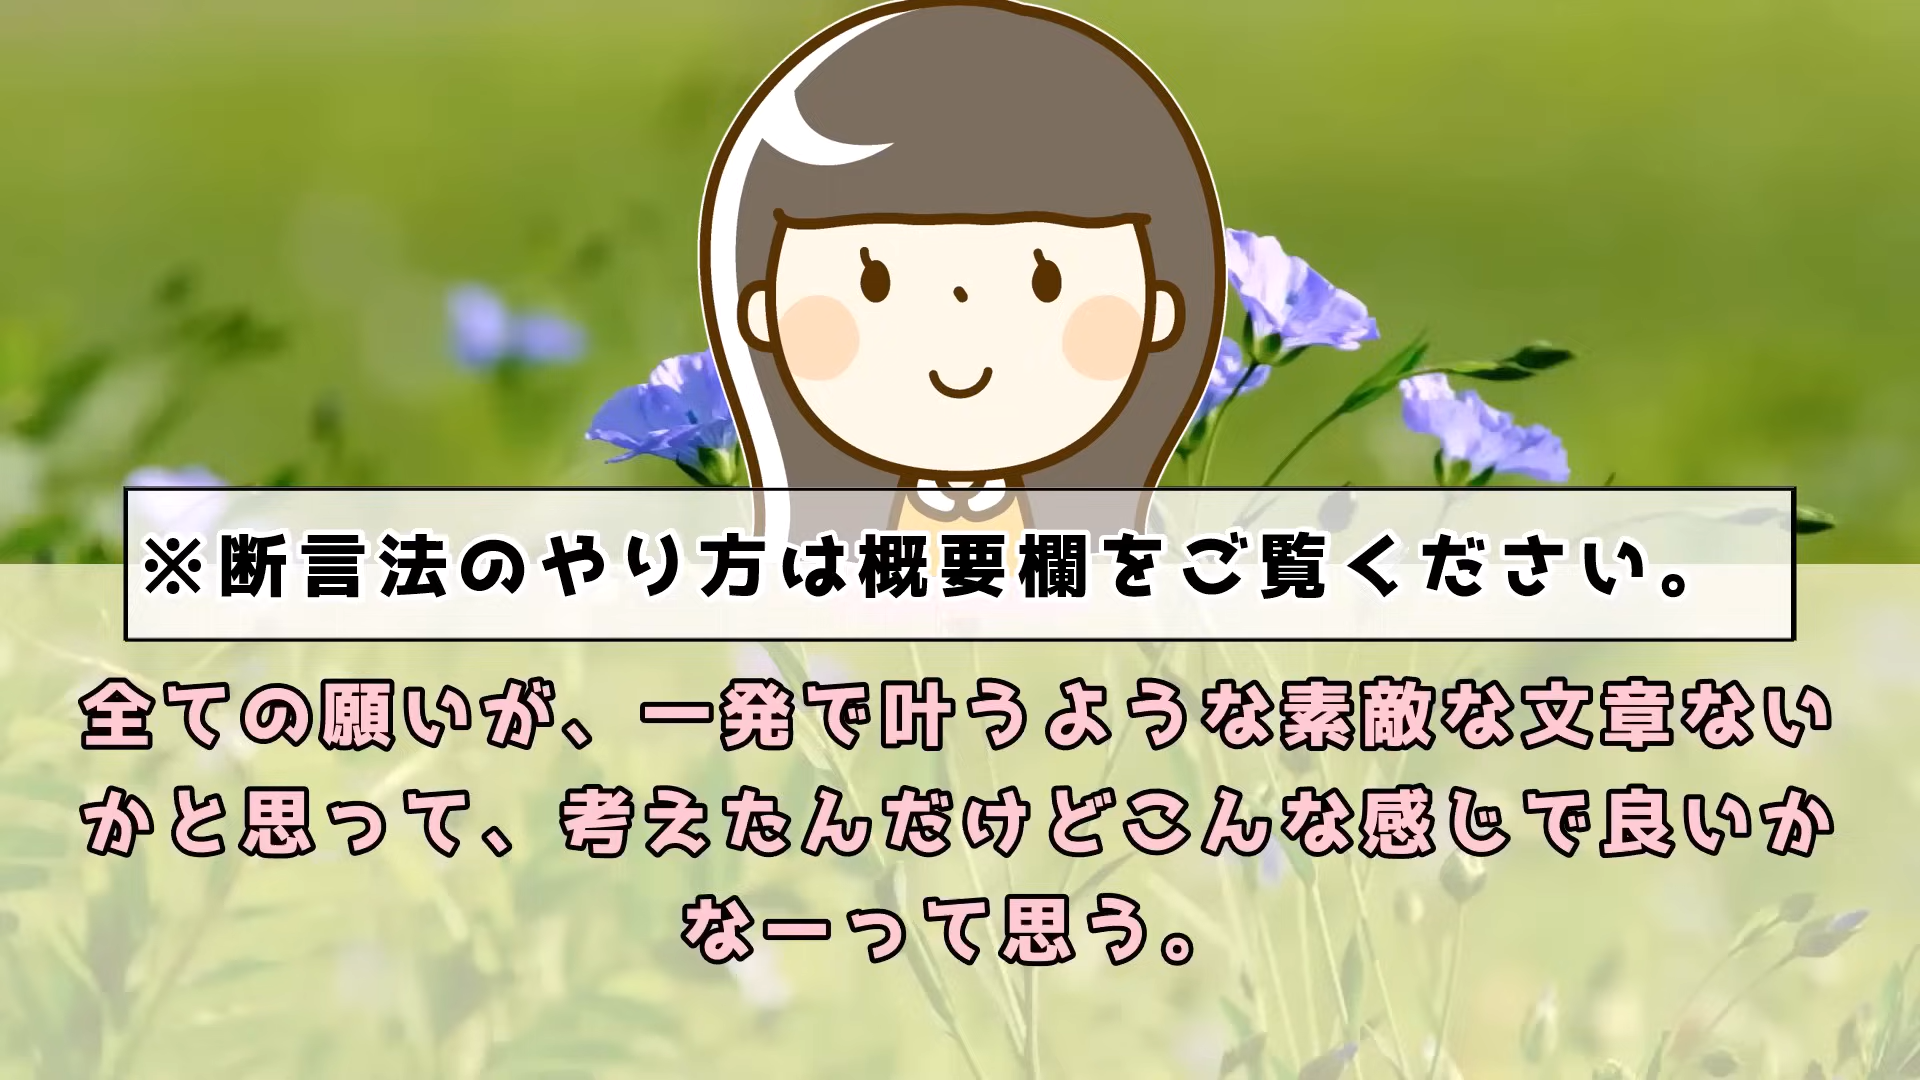 ※断言法のやり方は概要欄をご覧ください。
全ての願いが、一発で叶うような素敵な文章ない
かと思って、考えたんだけどこんな感じで良いか
なーって思う。